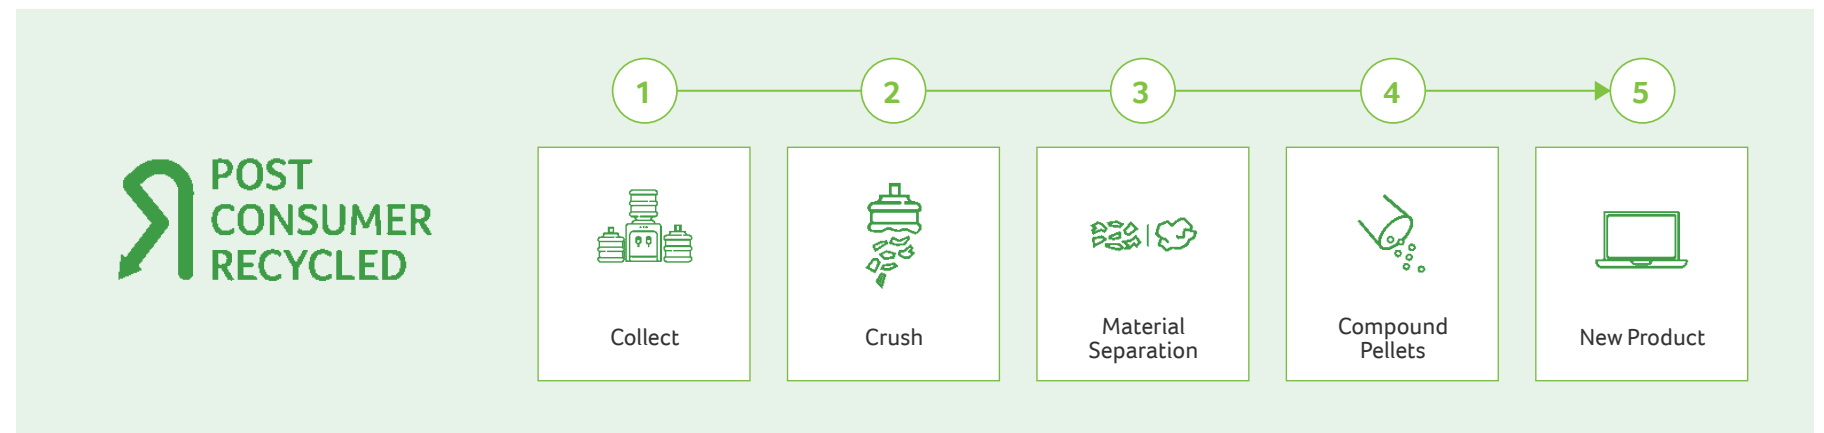 POST
CONSUMER
RECYCLED
1
2
3
4
5
Collect
Crush
Material
Separation
Compound
Pellets
New Product